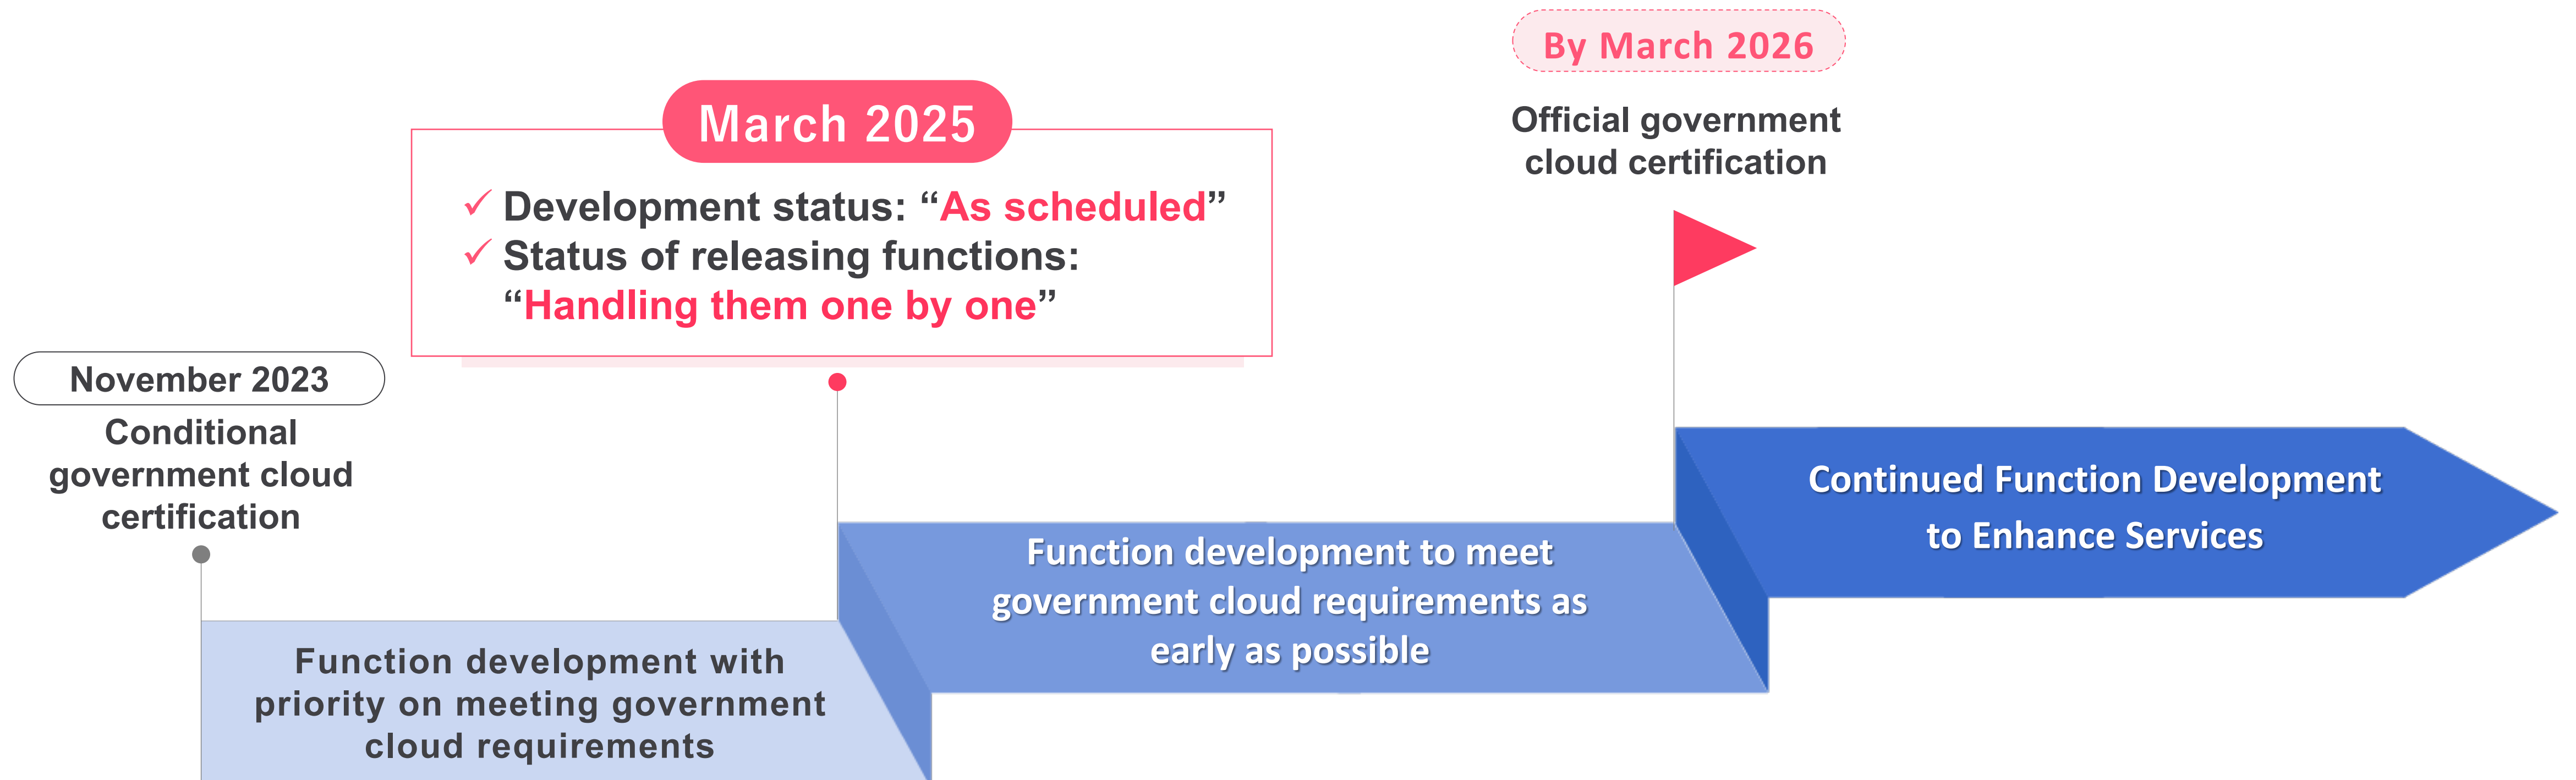 November 2023
Conditional
government cloud
certification
March 2025
✓ Development status: “As scheduled”
✓ Status of releasing functions:
“Handling them one by one”
By March 2026
Official government
cloud certification
Function development with
priority on meeting government
cloud requirements
Function development to meet
government cloud requirements as
early as possible
Continued Function Development
to Enhance Services